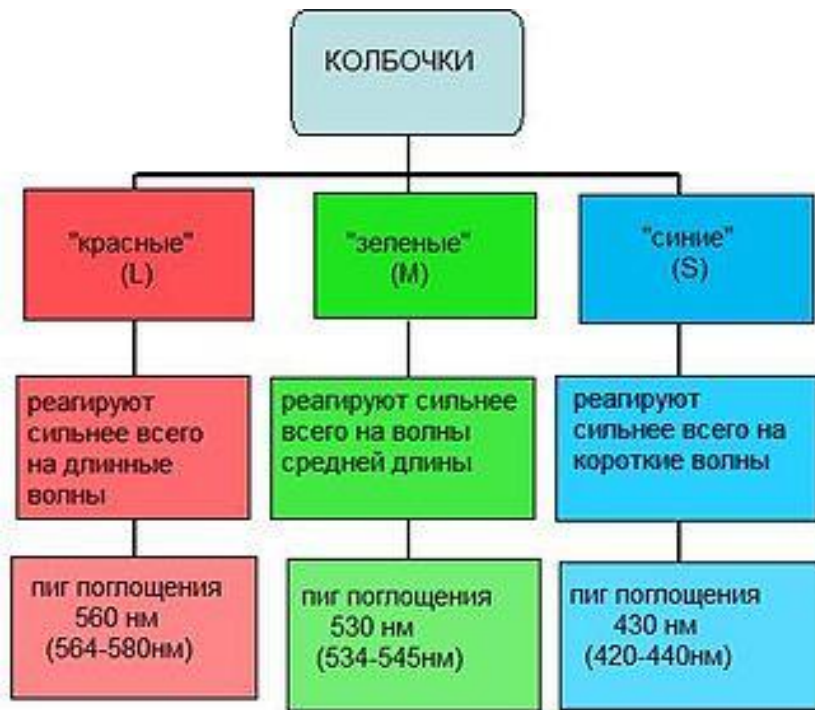 КОЛБОЧКИ
"красные"
(L)
"зеленые"
(M)
"синие"
(S)
реагируют
сильнее всего
на длинные
волны
реагируют сильнее
всего на волны
средней длины
реагируют
сильнее всего на
короткие волны
пиг поглощения
560 нм
(564-580нм)
пиг поглощения
530 нм
(534-545нм)
пиг поглощения
430 нм
(420-440нм)